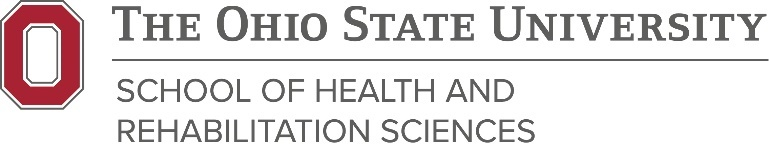 THE OHIO STATE UNIVERSITY
SCHOOL OF HEALTH AND
REHABILITATION SCIENCES